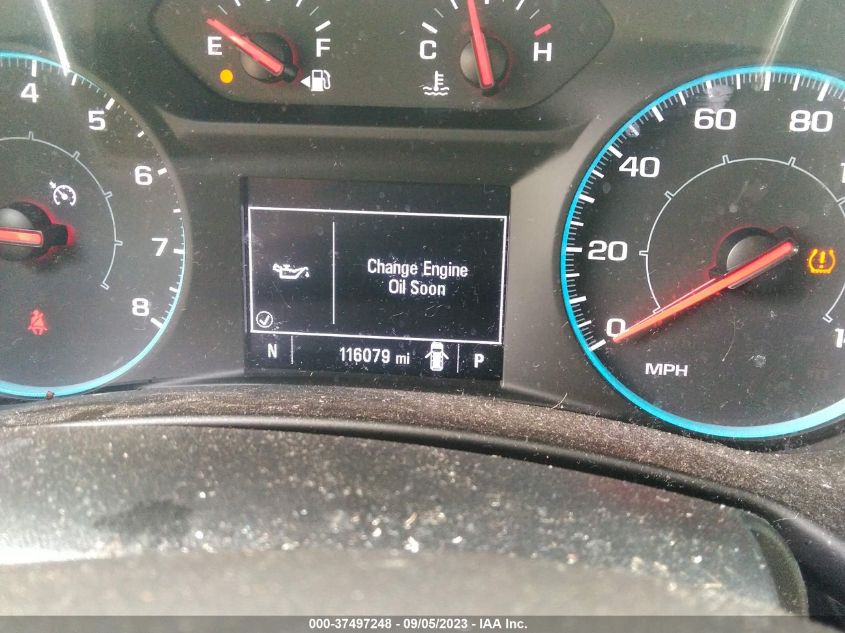 E F
C H
4
5
6
7
8
Change Engine
Oil Soon
N 116079 mi P
0
20
40
60
80
MPH
000-37497248 - 09/05/2023 - IAA Inc.